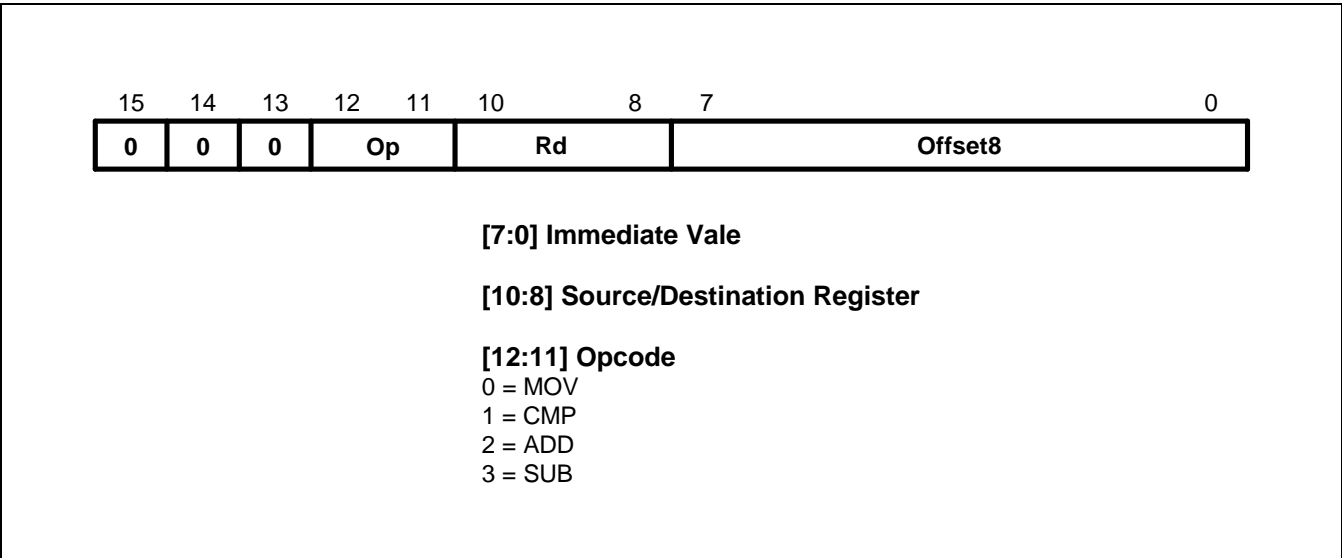 15 14 13 12 11 10 8 7 0
0 0 0 Op Rd Offset8
[7:0] Immediate Vale
[10:8] Source/Destination Register
[12:11] Opcode
0 = MOV
1 = CMP
2 = ADD
3 = SUB